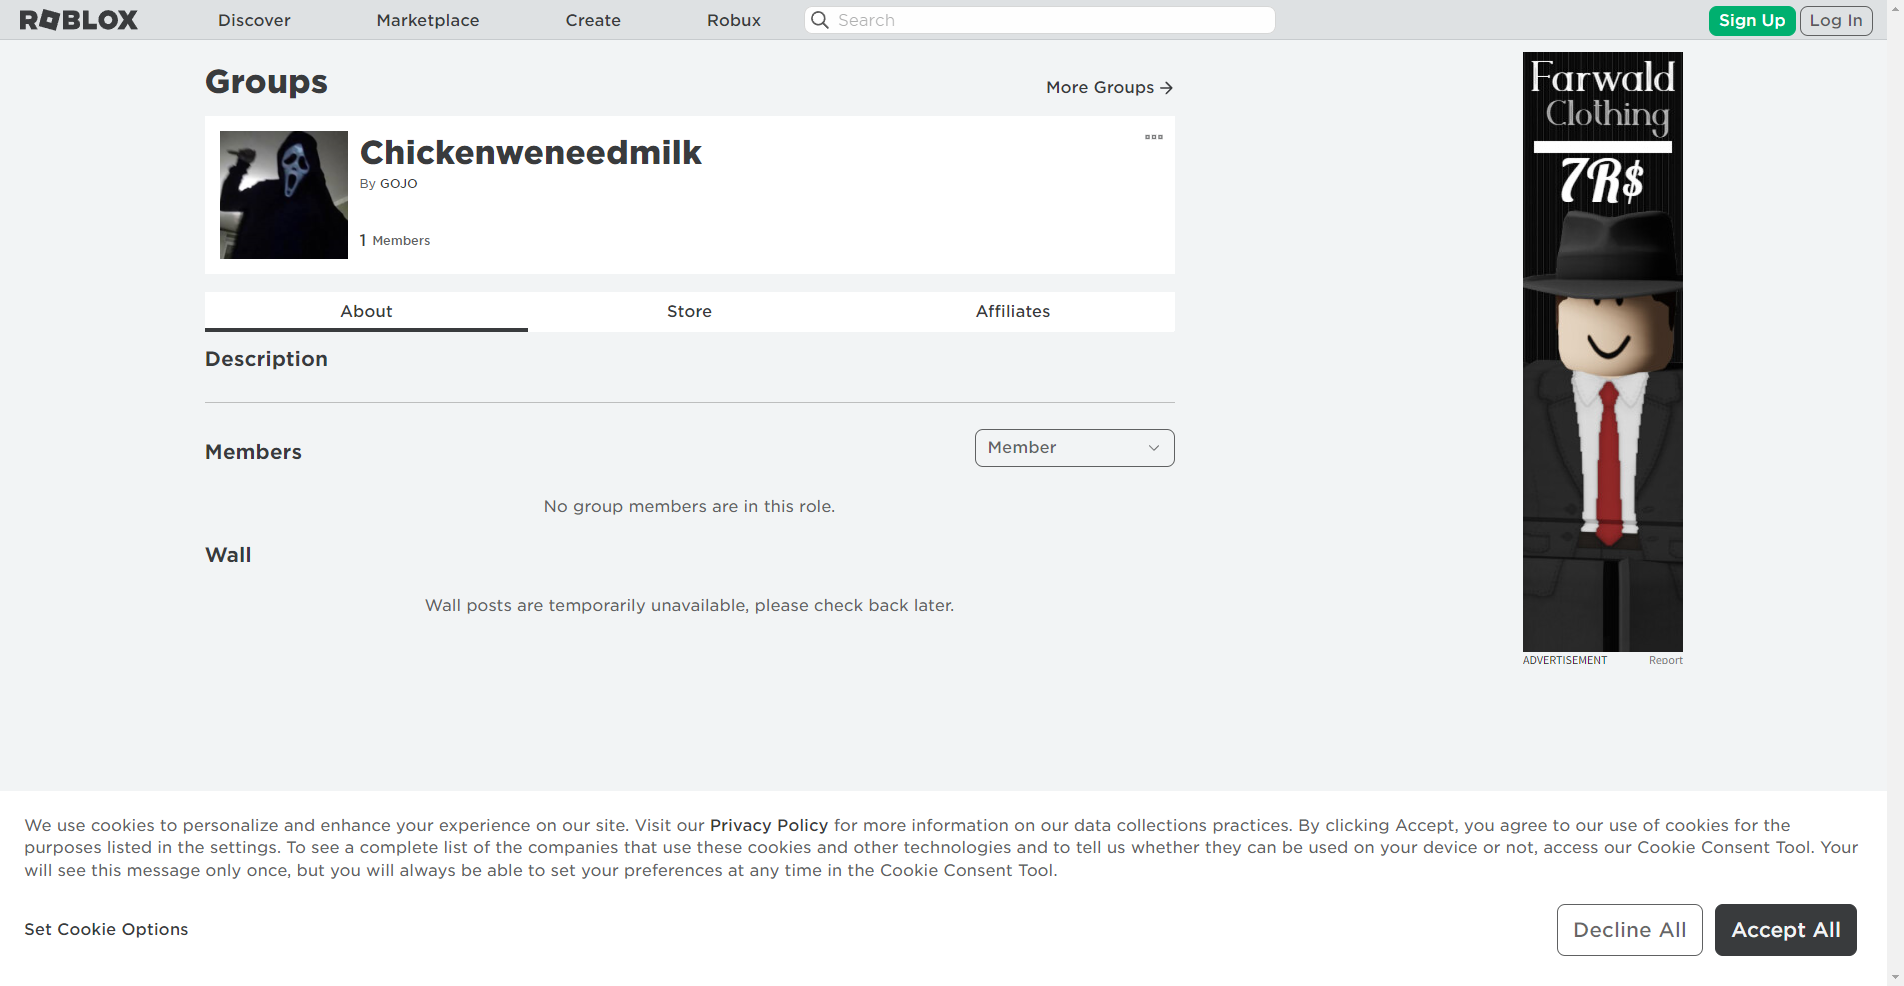 ROBLOX
Discover
Marketplace
Create
Robux
Search
Sign Up
Log In
Groups
More Groups
Chickenweneedmilk
By GOJO
1 Members
About
Store
Affiliates
Description
Members
Member
No group members are in this role.
Wall
Wall posts are temporarily unavailable, please check back later.
Farwald
Clothing
7R$
ADVERTISEMENT
Report
We use cookies to personalize and enhance your experience on our site. Visit our Privacy Policy for more information on our data collections practices. By clicking Accept, you agree to our use of cookies for the
purposes listed in the settings. To see a complete list of the companies that use these cookies and other technologies and to tell us whether they can be used on your device or not, access our Cookie Consent Tool. Your
will see this message only once, but you will always be able to set your preferences at any time in the Cookie Consent Tool.
Set Cookie Options
Decline All
Accept All